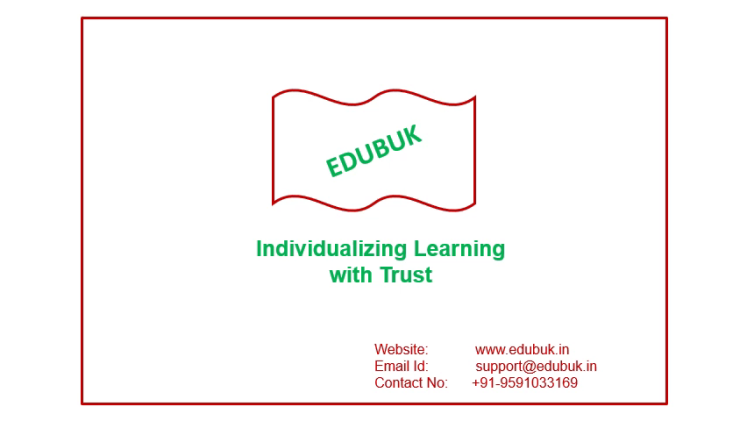 EDUBUK
Individualizing Learning
with Trust
Website: www.edubuk.in
Email Id: support@edubuk.in
Contact No: +91-9591033169